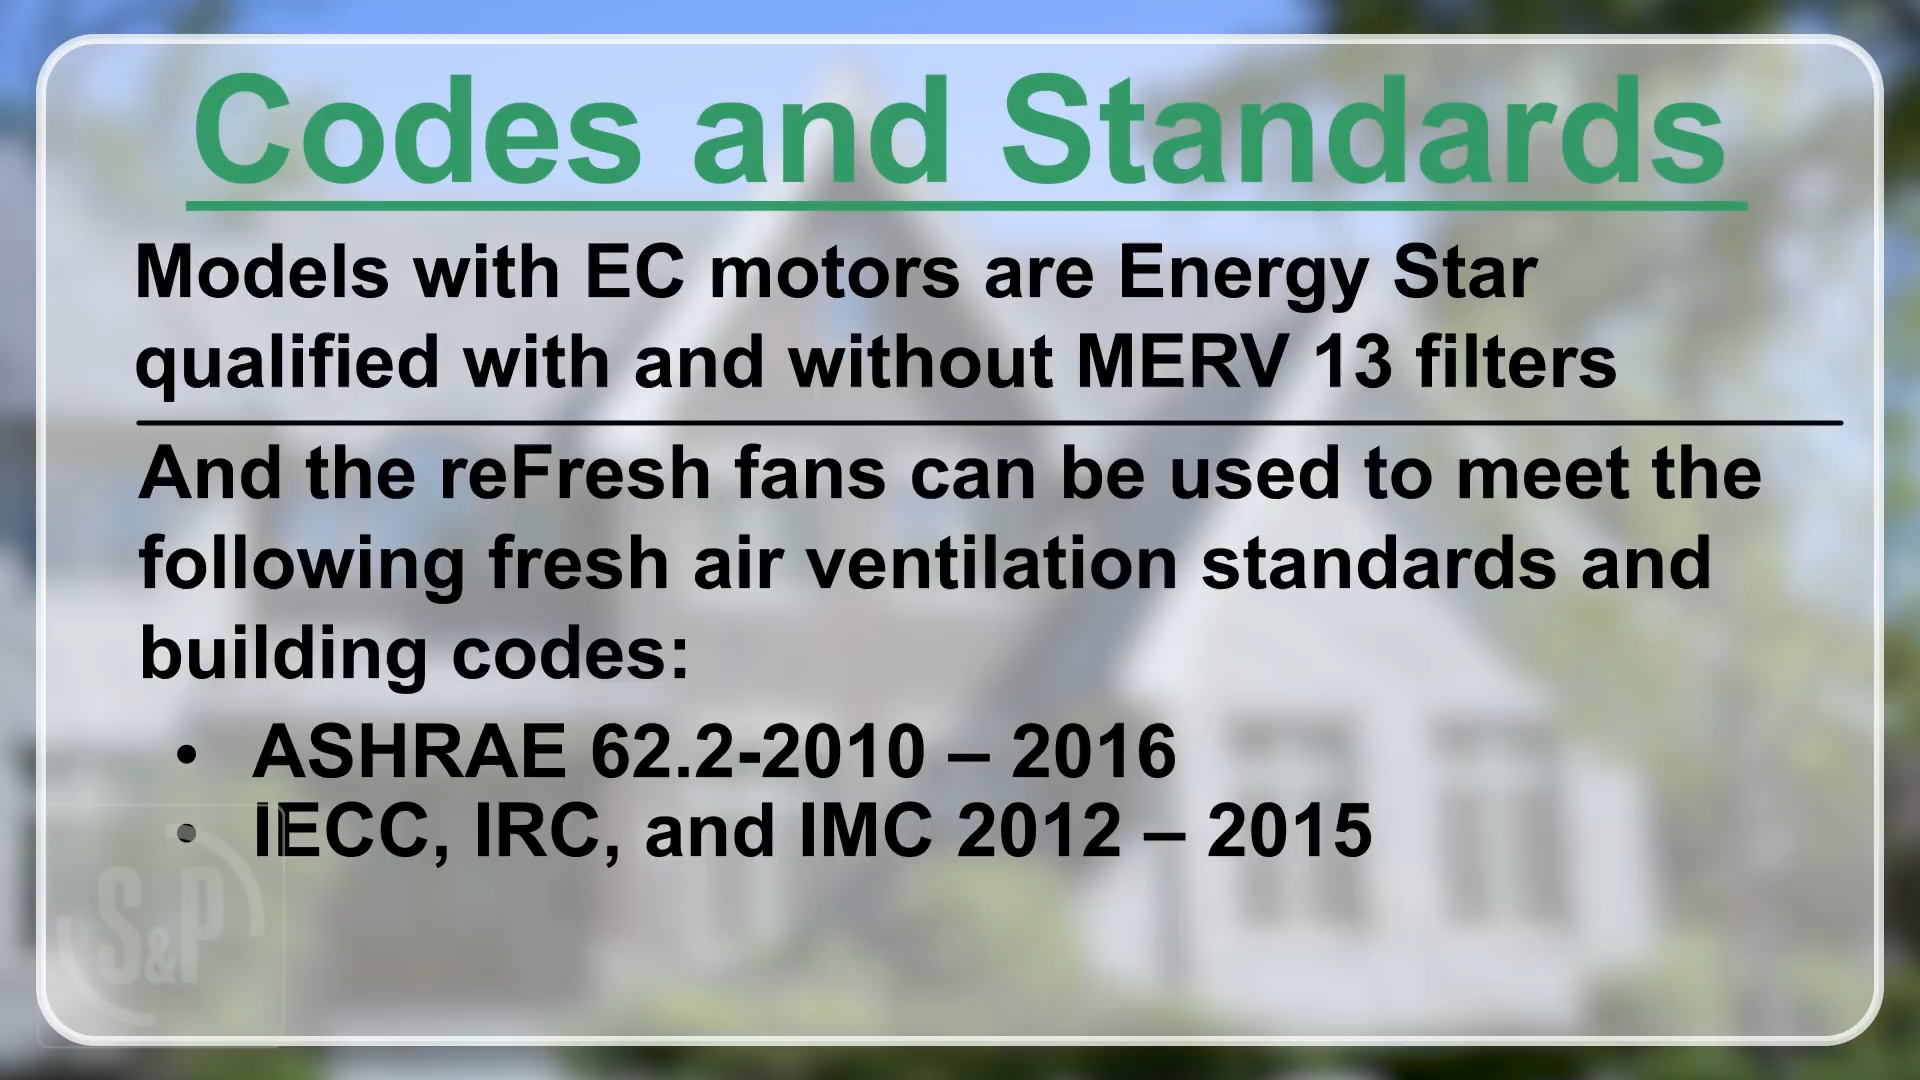 Codes and Standards
Models with EC motors are Energy Star
qualified with and without MERV 13 filters
And the reFresh fans can be used to meet the
following fresh air ventilation standards and
building codes:
• ASHRAE 62.2-2010 – 2016
• IECC, IRC, and IMC 2012 – 2015
S&P